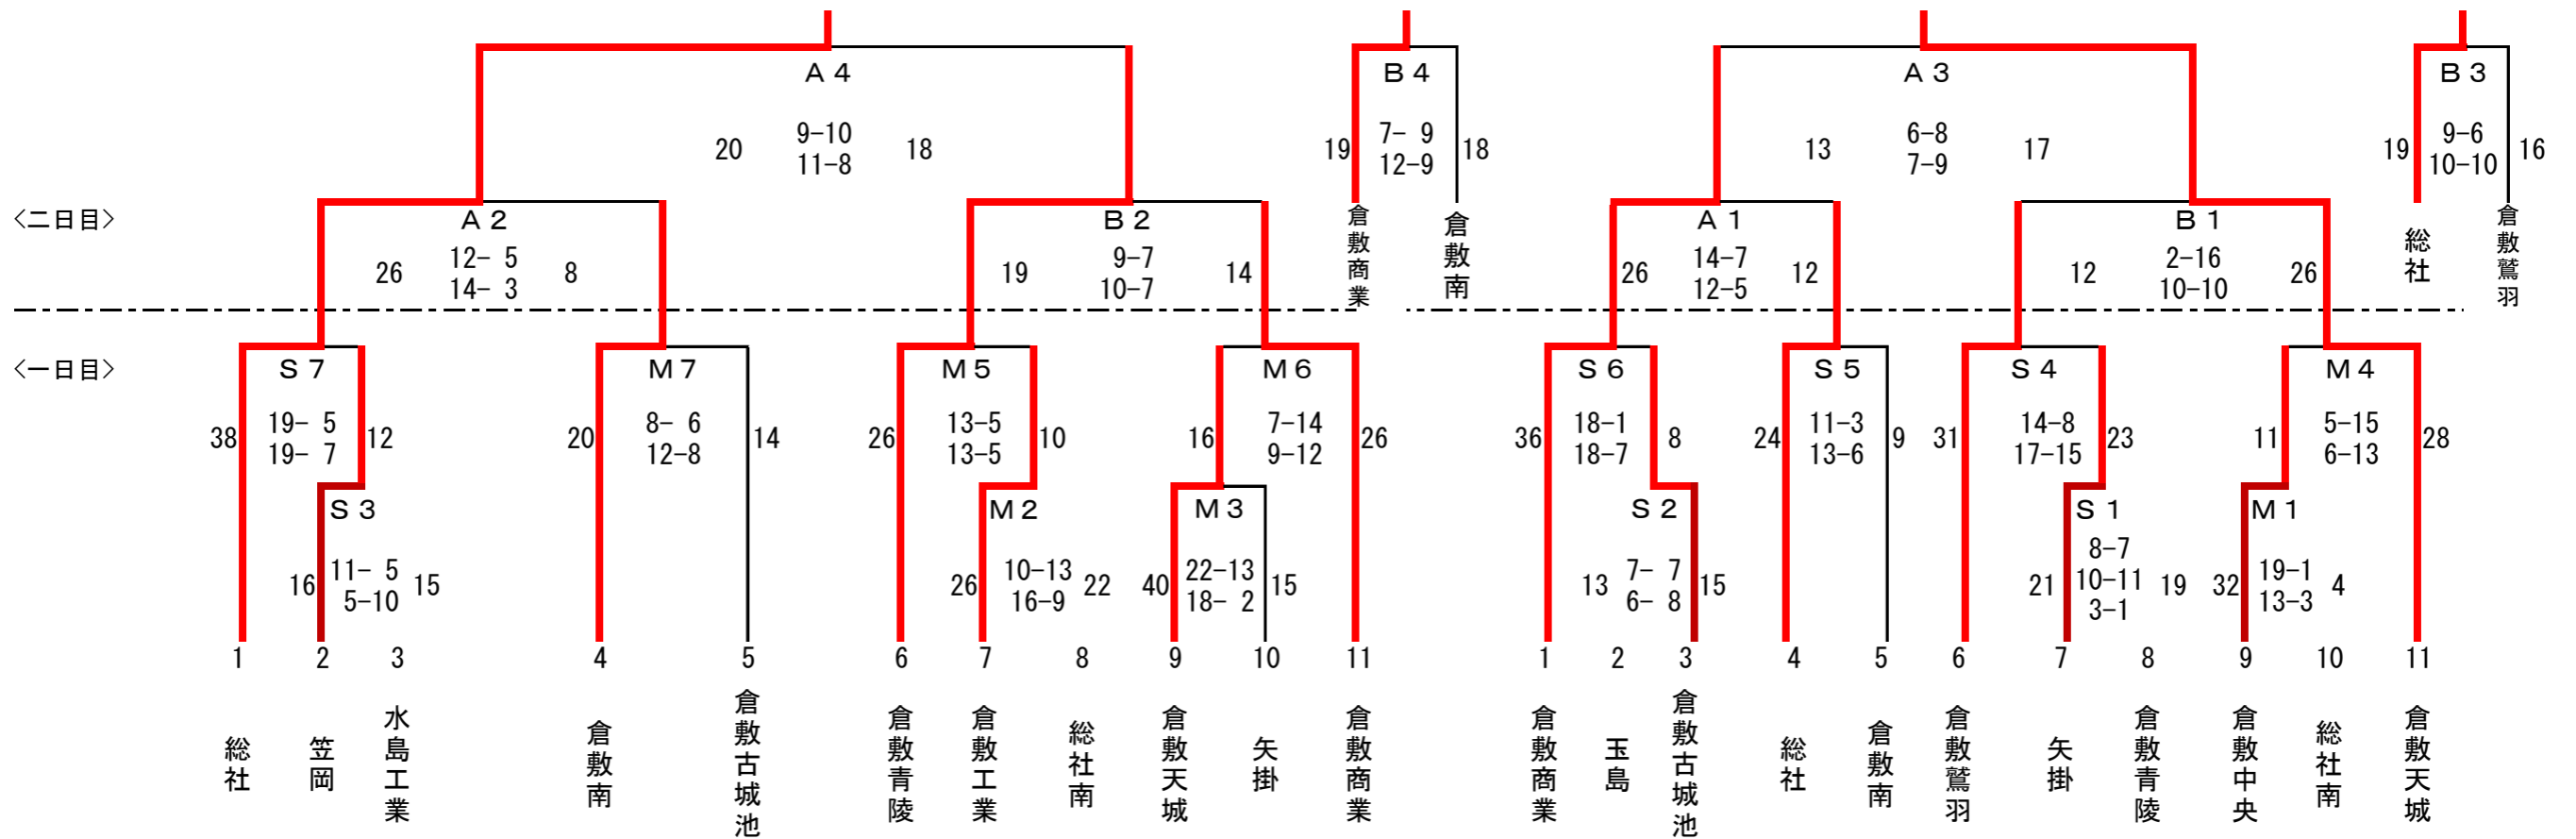 A4
B4
A3
B3
20
9-10
11-8
18
19
7- 9
12-9
18
13
6-8
7-9
17
19
9-6
10-10
16
<二日目>
A2
26
12- 5
14- 3
8
B2
19
9-7
10-7
14
倉敷商業
倉敷南
A1
26
14-7
12-5
12
B1
12
2-16
10-10
26
総社
倉敷鷲羽
<一日目>
S7
38
19- 5
19- 7
12
M7
20
8- 6
12-8
14
M5
26
13-5
13-5
10
M6
16
7-14
9-12
26
S6
36
18-1
18-7
8
S5
24
11-3
13-6
9
S4
31
14-8
17-15
23
M4
11
5-15
6-13
28
S3
16
11- 5
5-10
15
M2
26
10-13
16-9
22
M3
40
22-13
18- 2
15
S2
13
7- 7
6- 8
15
S1
21
8-7
10-11
3-1
19
M1
32
19-1
13-3
4
1 2 3 4 5 6 7 8 9 10 11
1 2 3 4 5 6 7 8 9 10 11
総社
笠岡
水島工業
倉敷南
倉敷古城池
倉敷青陵
倉敷工業
総社南
倉敷天城
矢掛
倉敷商業
倉敷商業
玉島
倉敷古城池
総社
倉敷南
倉敷鷲羽
矢掛
倉敷青陵
倉敷中央
総社南
倉敷天城